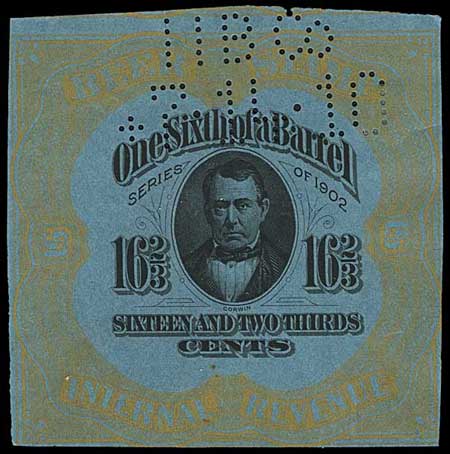 One Sixth of a Barrel
SERIES OF 1902
16 2/3 16 2/3
CORWIN
SIXTEEN AND TWO THIRDS
CENTS
INTERNAL REVENUE